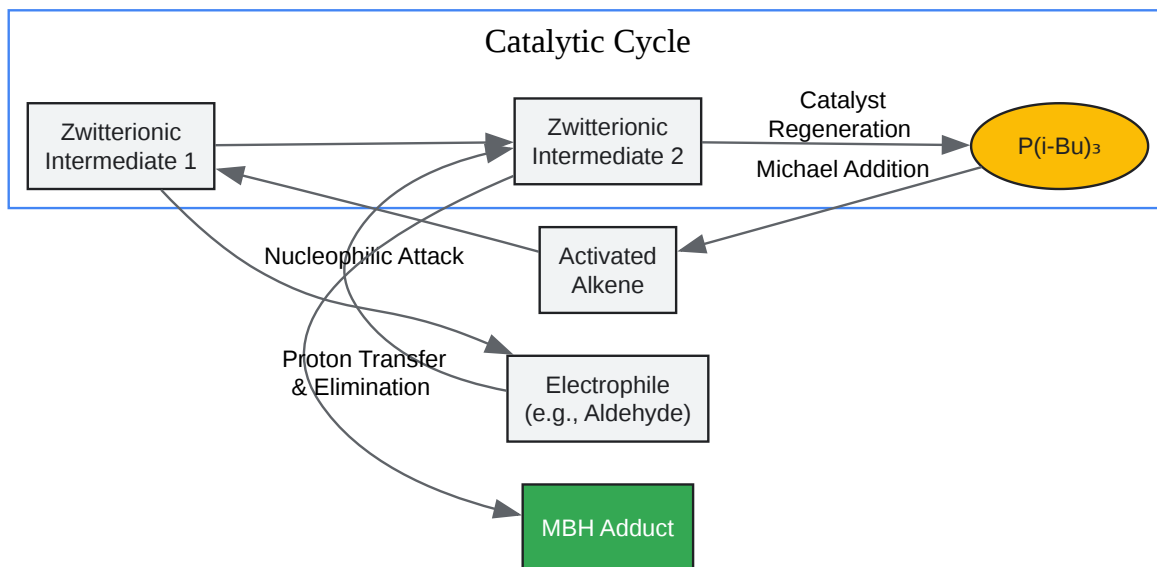 Catalytic Cycle
Zwitterionic
Intermediate 1
Zwitterionic
Intermediate 2
Catalyst
Regeneration
P(i-Bu)₃
Michael Addition
Activated
Alkene
Nucleophilic Attack
Proton Transfer
& Elimination
Electrophile
(e.g., Aldehyde)
MBH Adduct